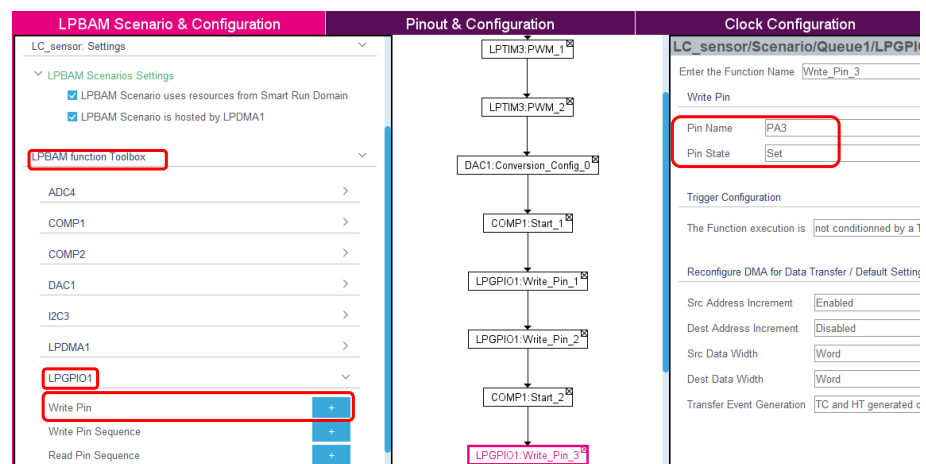 LPBAM Scenario & Configuration
Pinout & Configuration
Clock Configuration
LC_sensor: Settings
LPBAM Scenarios Settings
LPBAM Scenario uses resources from Smart Run Domain
LPBAM Scenario is hosted by LPDMA1
LPBAM function Toolbox
ADC4
COMP1
COMP2
DAC1
I2C3
LPDMA1
LPGPIO1
Write Pin
+
Write Pin Sequence
+
Read Pin Sequence
+
LPTIM3:PWM_1
LPTIM3:PWM_2
DAC1:Conversion_Config_0
COMP1:Start_1
LPGPIO1:Write_Pin_1
LPGPIO1:Write_Pin_2
COMP1:Start_2
LPGPIO1:Write_Pin_3
LC_sensor/Scenario/Queue1/LPGPI
Enter the Function Name Write_Pin_3
Write Pin
Pin Name PA3
Pin State Set
Trigger Configuration
The Function execution is not conditionned by a T
Reconfigure DMA for Data Transfer / Default Setting
Src Address Increment Enabled
Dest Address Increment Disabled
Src Data Width Word
Dest Data Width Word
Transfer Event Generation TC and HT generated